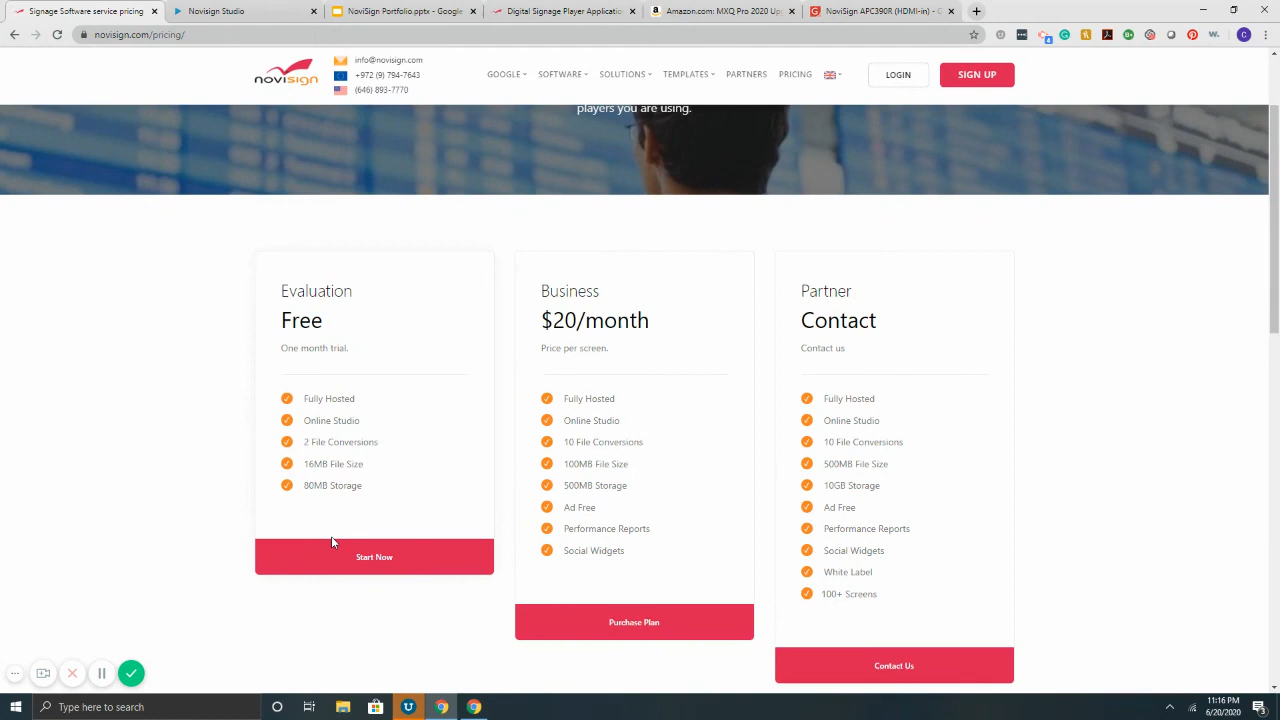 Signage Software service pricing
Novisign Studio
NoviSign Portfolio.pptx - Google
Digital Signage Player Applications
Amazon.com: MXQ Pro 2020 Up
NoviSign APC390R (HDMI-in) - G
novisign.com/pricing/
novisign
info@novisign.com
+972 (9) 794-7643
(646) 893-7770
GOOGLE
SOFTWARE
SOLUTIONS
TEMPLATES
PARTNERS
PRICING
LOGIN
SIGN UP
players you are using.
Evaluation
Free
One month trial.
Fully Hosted
Online Studio
2 File Conversions
16MB File Size
80MB Storage
Start Now
Business
$20/month
Price per screen.
Fully Hosted
Online Studio
10 File Conversions
100MB File Size
500MB Storage
Ad Free
Performance Reports
Social Widgets
Purchase Plan
Partner
Contact
Contact us
Fully Hosted
Online Studio
10 File Conversions
500MB File Size
10GB Storage
Ad Free
Performance Reports
Social Widgets
White Label
100+ Screens
Contact Us
Type here to search
11:16 PM
6/20/2020